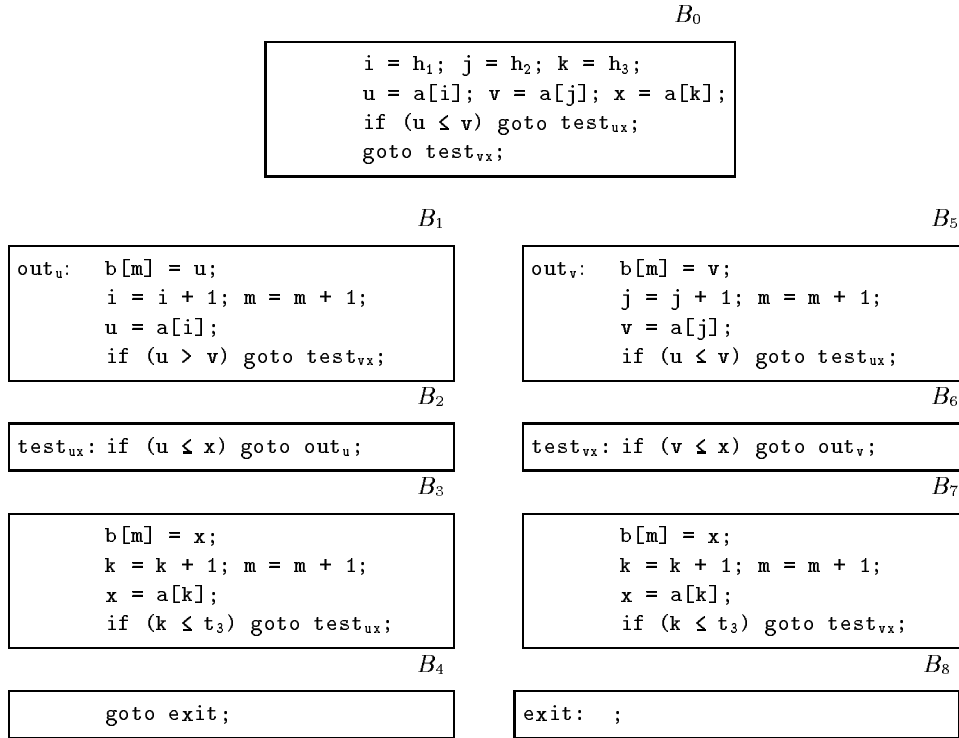 B₀
i = h₁; j = h₂; k = h₃;
u = a[i]; v = a[j]; x = a[k];
if (u ≤ v) goto testᵤₓ;
goto testᵥₓ;
B₁
outᵤ: b[m] = u;
i = i + 1; m = m + 1;
u = a[i];
if (u > v) goto testᵥₓ;
B₂
testᵤₓ: if (u ≤ x) goto outᵤ;
B₃
b[m] = x;
k = k + 1; m = m + 1;
x = a[k];
if (k ≤ t₃) goto testᵤₓ;
B₄
goto exit;
B₅
outᵥ: b[m] = v;
j = j + 1; m = m + 1;
v = a[j];
if (u ≤ v) goto testᵤₓ;
B₆
testᵥₓ: if (v ≤ x) goto outᵥ;
B₇
b[m] = x;
k = k + 1; m = m + 1;
x = a[k];
if (k ≤ t₃) goto testᵥₓ;
B₈
exit: ;